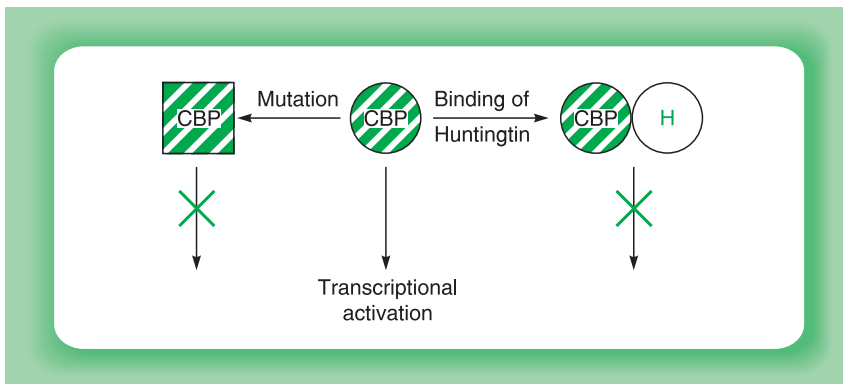 CBP
Mutation
CBP
Binding of
Huntingtin
CBP
H
Transcriptional
activation